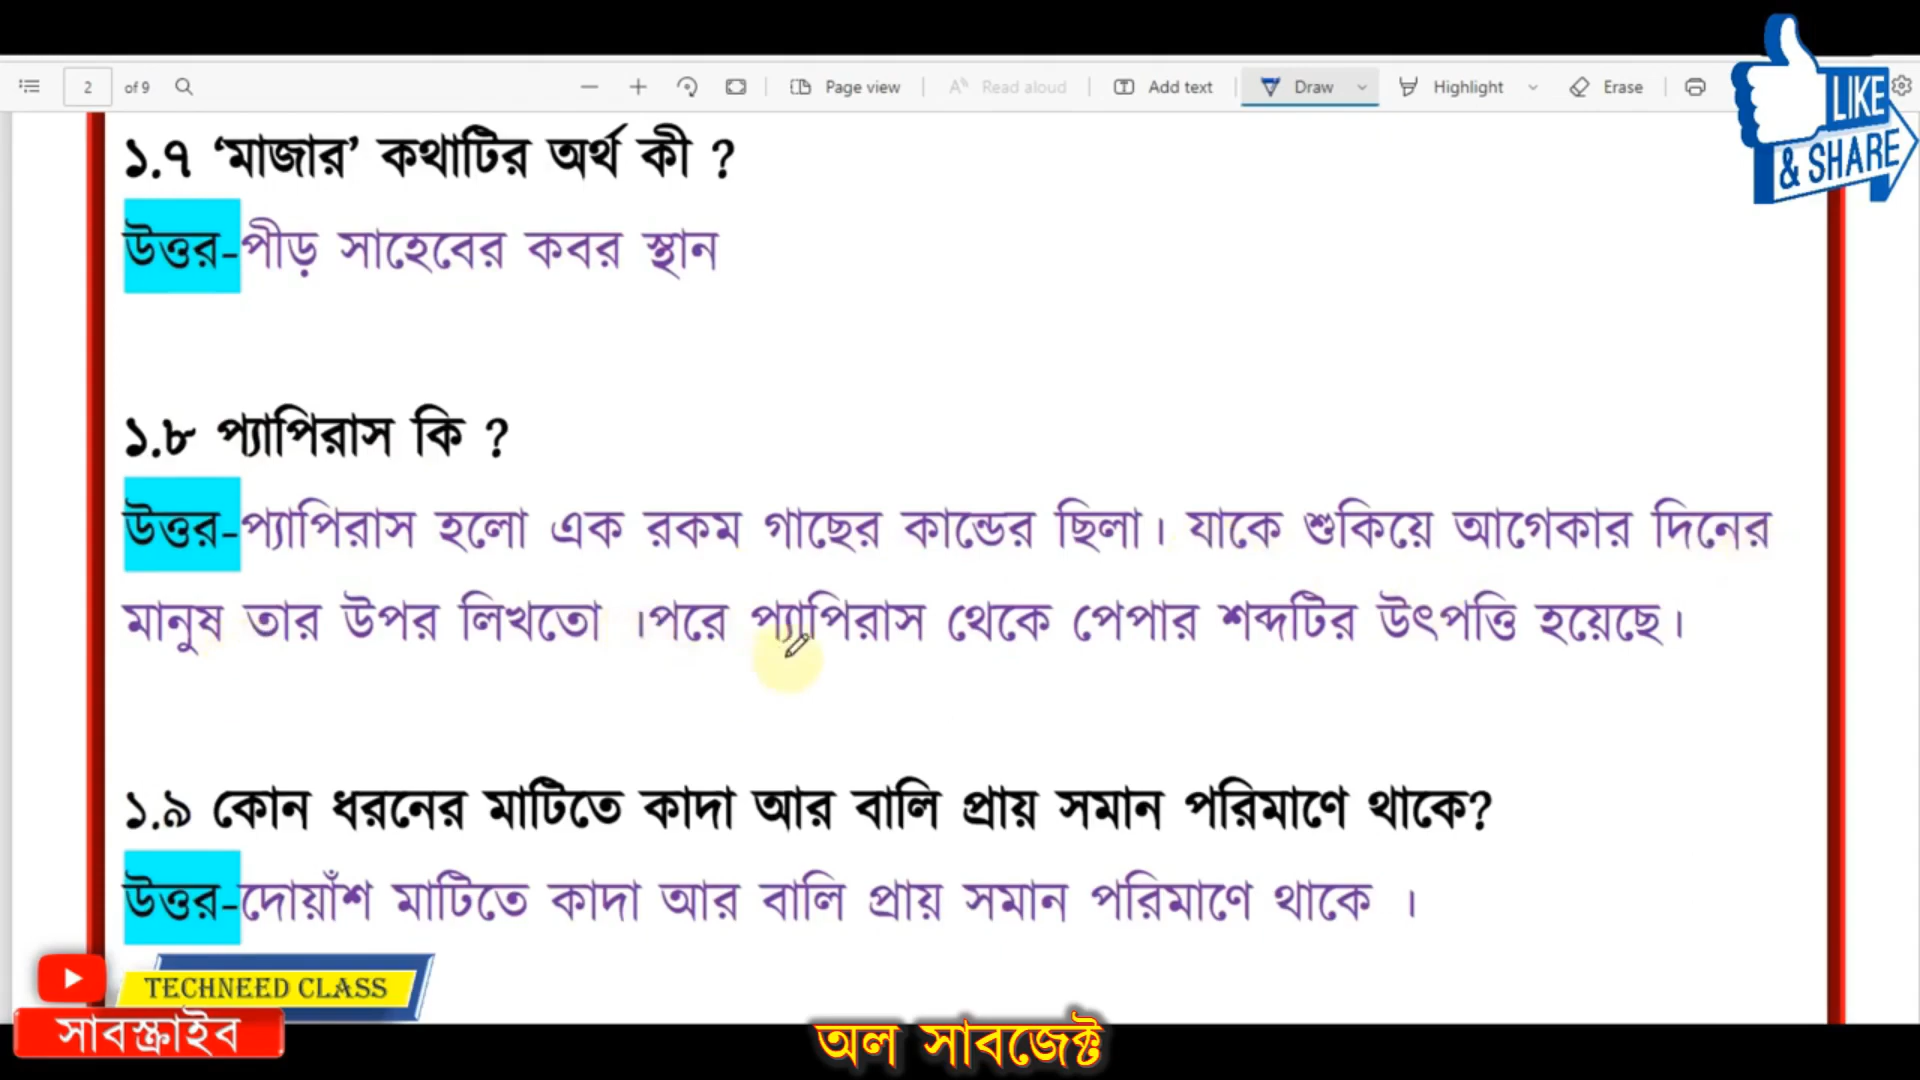 2 of 9 Page view Read aloud Add text Draw Highlight Erase
LIKE
& SHARE
১.৭ ‘মাজার’ কথাটির অর্থ কী ?
উত্তর-পীড় সাহেবের কবর স্থান
১.৮ প্যাপিরাস কি ?
উত্তর-প্যাপিরাস হলো এক রকম গাছের কান্ডের ছিলা। যাকে শুকিয়ে আগেকার দিনের
মানুষ তার উপর লিখতো ।পরে প্যাপিরাস থেকে পেপার শব্দটির উৎপত্তি হয়েছে।
১.৯ কোন ধরনের মাটিতে কাদা আর বালি প্রায় সমান পরিমাণে থাকে?
উত্তর-দোয়াঁশ মাটিতে কাদা আর বালি প্রায় সমান পরিমাণে থাকে ।
TECHNEED CLASS
সাবস্ক্রাইব
অল সাবজেক্ট